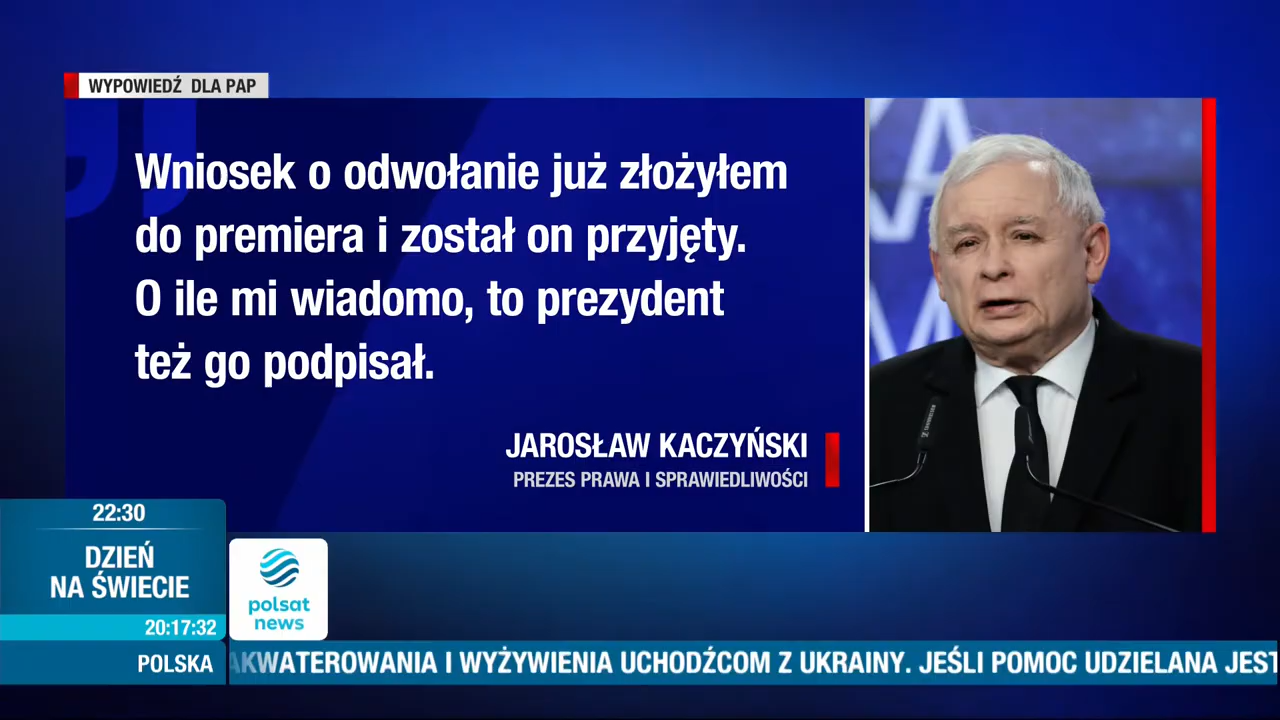 WYPOWIEDŹ DLA PAP
Wniosek o odwołanie już złożyłem
do premiera i został on przyjęty.
O ile mi wiadomo, to prezydent
też go podpisał.
JAROSŁAW KACZYŃSKI
PREZES PRAWA I SPRAWIEDLIWOŚCI
22:30
DZIEŃ
NA ŚWIECIE
20:17:32
polsat
news
POLSKA
AKWATEROWANIA I WYŻYWIENIA UCHODŹCOM Z UKRAINY. JEŚLI POMOC UDZIELANA JEST